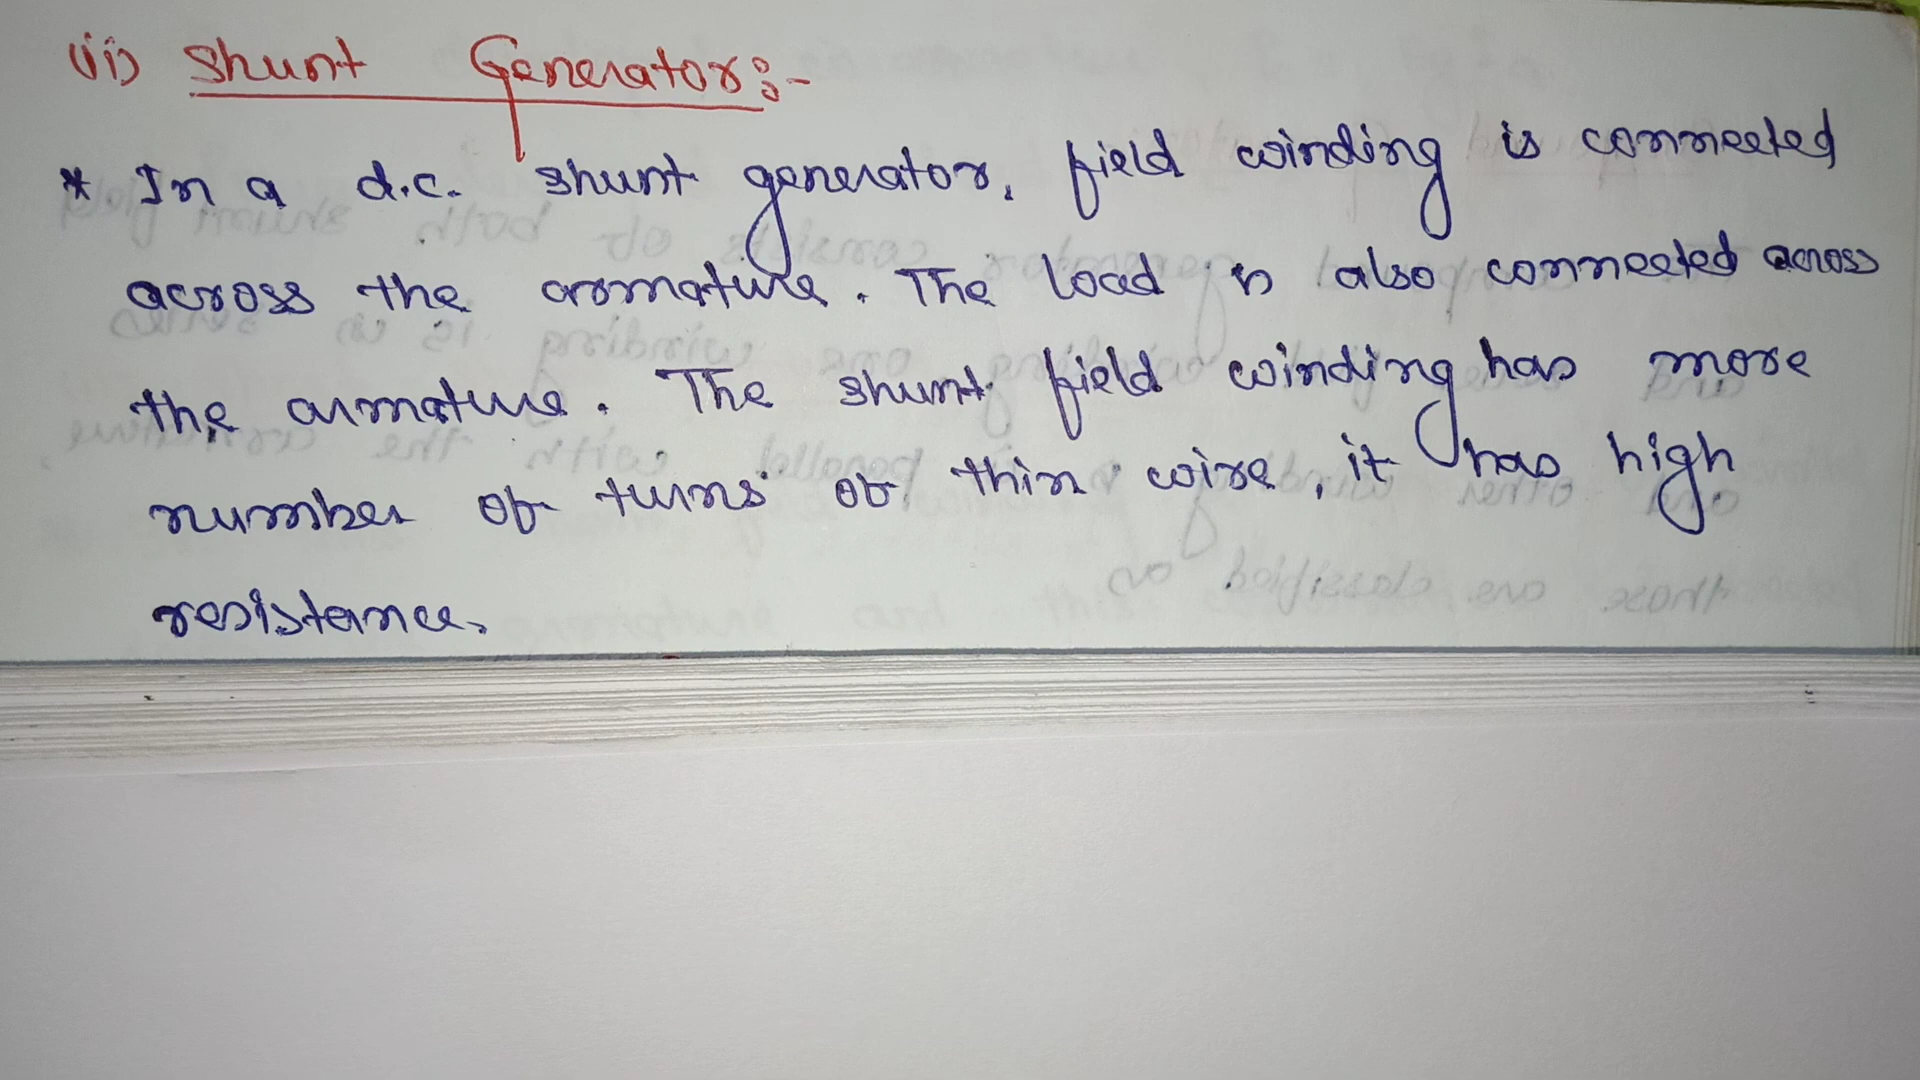 (ii) Shunt Generator:-
* In a d.c. shunt generator, field winding is connected
across the armature. The load is also connected across
the armature. The shunt field winding has more
number of turns of thin wire, it has high
resistance.